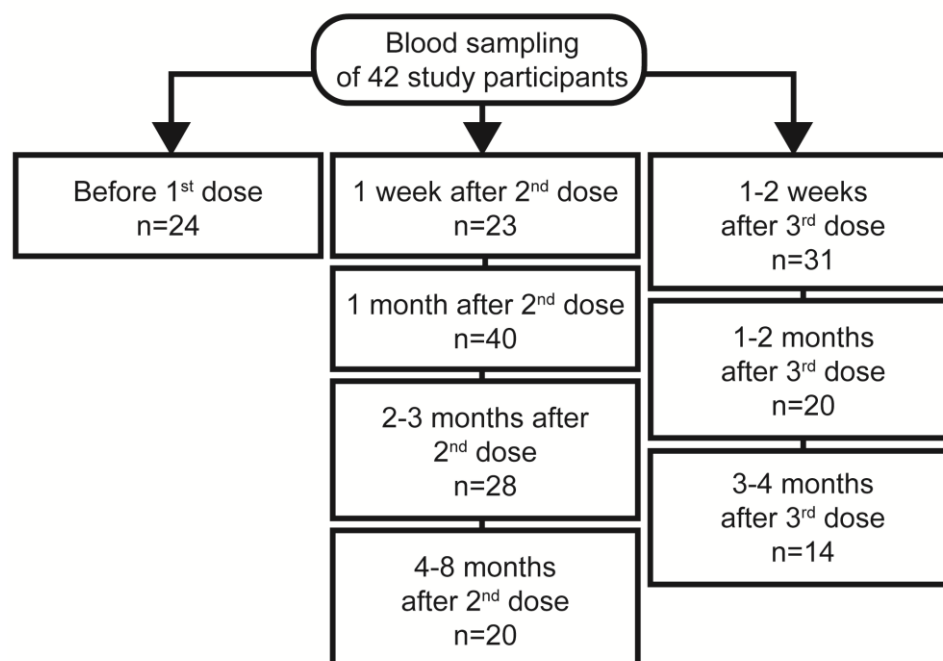 Blood sampling
of 42 study participants
Before 1st dose
n=24
1 week after 2nd dose
n=23
1 month after 2nd dose
n=40
2-3 months after
2nd dose
n=28
4-8 months
after 2nd dose
n=20
1-2 weeks
after 3rd dose
n=31
1-2 months
after 3rd dose
n=20
3-4 months
after 3rd dose
n=14